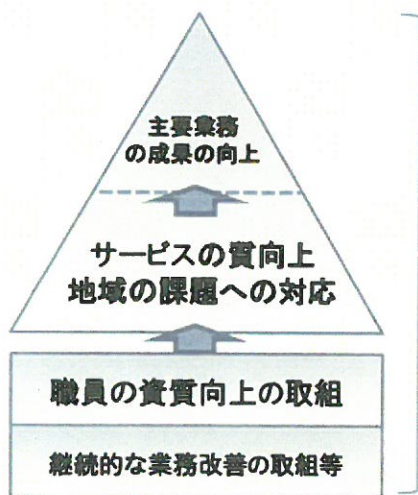 主要業務
の成果の向上
サービスの質向上
地域の課題への対応
職員の資質向上の取組
継続的な業務改善の取組等